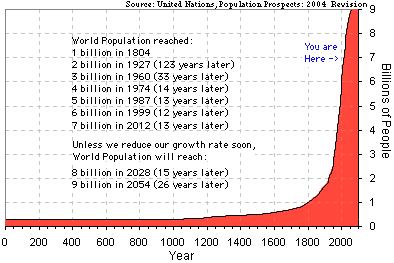 Source: United Nations, Population Prospects: 2004 Revision
World Population reached:
1 billion in 1804
2 billion in 1927 (123 years later)
3 billion in 1960 (33 years later)
4 billion in 1974 (14 years later)
5 billion in 1987 (13 years later)
6 billion in 1999 (12 years later)
7 billion in 2012 (13 years later)
Unless we reduce our growth rate soon,
World Population will reach:
8 billion in 2028 (15 years later)
9 billion in 2054 (26 years later)
You are
Here ->
9
8
7
6
5
4
3
2
1
0
Billions of People
0 200 400 600 800 1000 1200 1400 1600 1800 2000
Year